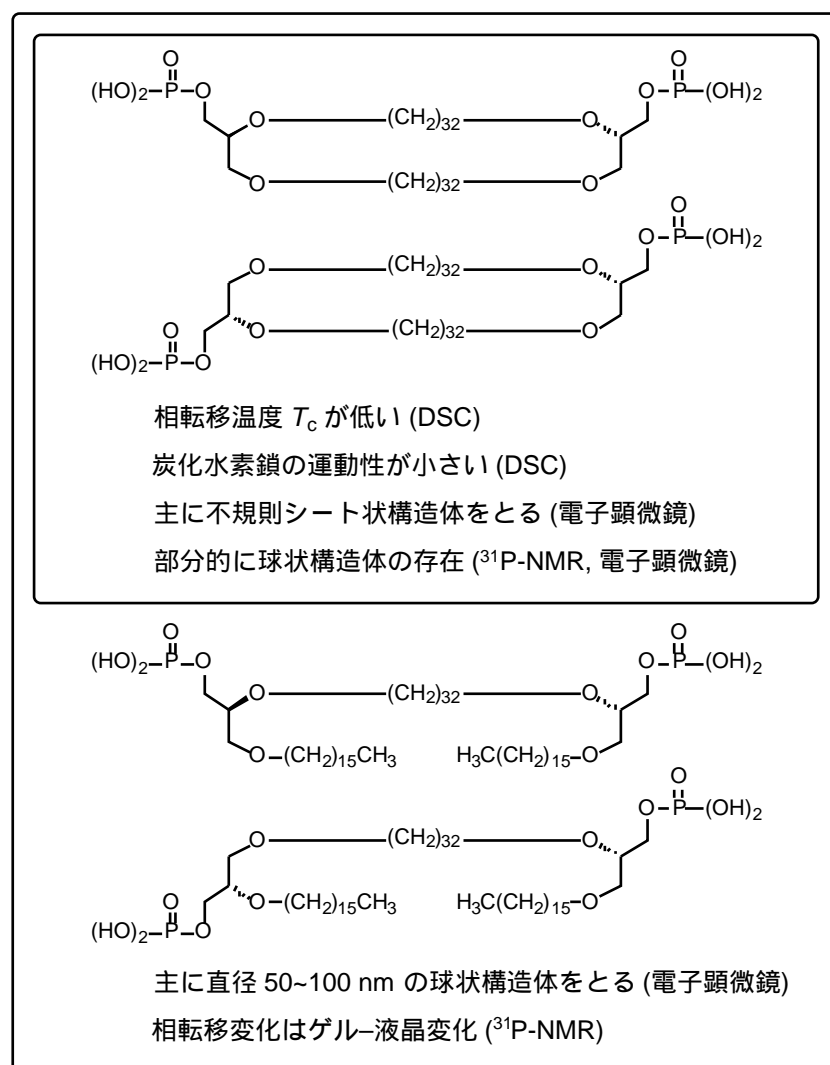 O O
(HO)2–P–O O–P–(OH)2
O (CH2)32 O
O (CH2)32 O
O
O–P–(OH)2
O (CH2)32 O
O (CH2)32 O
O
(HO)2–P–O
相転移温度 Tc が低い (DSC)
炭化水素鎖の運動性が小さい (DSC)
主に不規則シート状構造体をとる (電子顕微鏡)
部分的に球状構造体の存在 (31P-NMR, 電子顕微鏡)
O O
(HO)2–P–O O–P–(OH)2
O (CH2)32 O
O–(CH2)15CH3 H3C(CH2)15–O
O
O–P–(OH)2
O (CH2)32 O
O–(CH2)15CH3 H3C(CH2)15–O
O
(HO)2–P–O
主に直径 50~100 nm の球状構造体をとる (電子顕微鏡)
相転移変化はゲル–液晶変化 (31P-NMR)